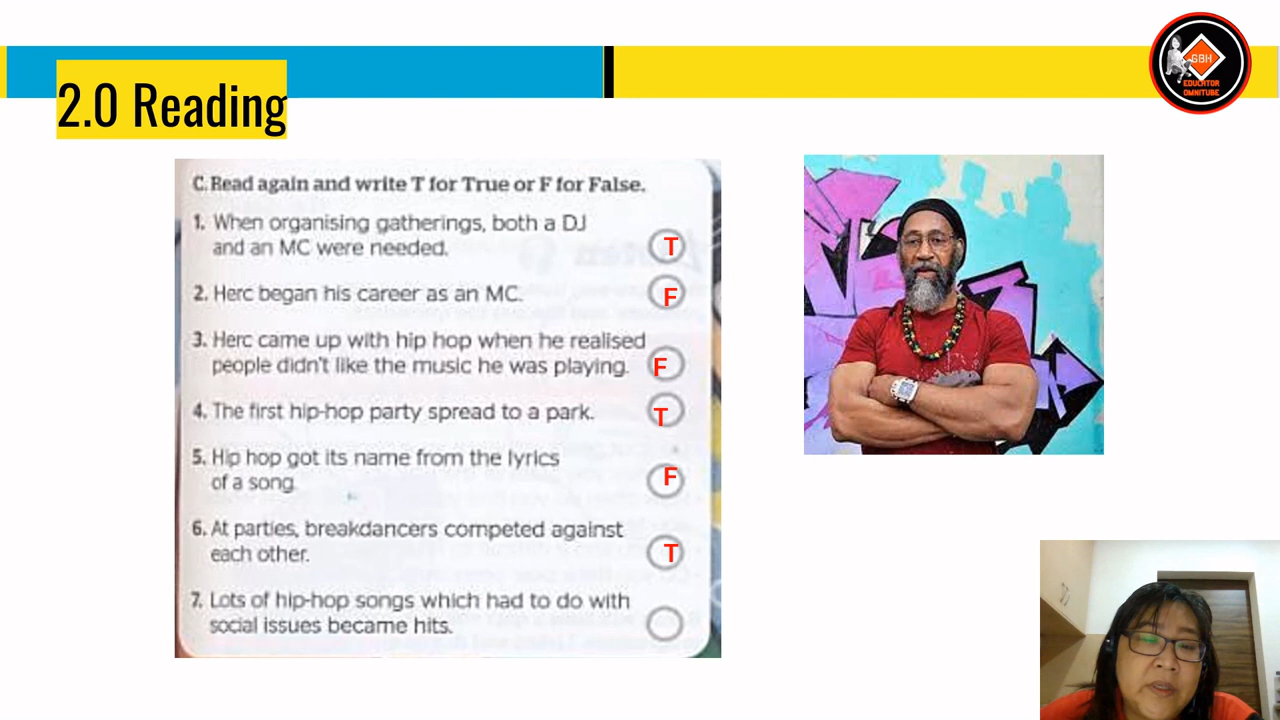 2.0 Reading
GBH
EDUCATOR
OMNITUBE
C. Read again and write T for True or F for False.
1. When organising gatherings, both a DJ
and an MC were needed. T
2. Herc began his career as an MC. F
3. Herc came up with hip hop when he realised
people didn't like the music he was playing. F
4. The first hip-hop party spread to a park. T
5. Hip hop got its name from the lyrics
of a song. F
6. At parties, breakdancers competed against
each other. T
7. Lots of hip-hop songs which had to do with
social issues became hits.